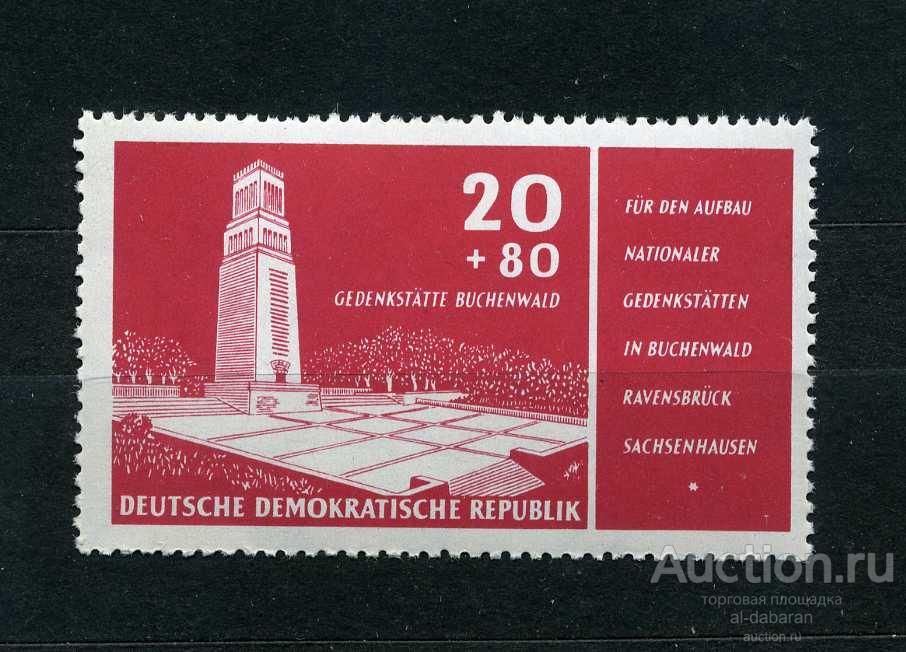 20
+ 80
GEDENKSTÄTTE BUCHENWALD
DEUTSCHE DEMOKRATISCHE REPUBLIK
FÜR DEN AUFBAU
NATIONALER
GEDENKSTÄTTEN
IN BUCHENWALD
RAVENSBRÜCK
SACHSENHAUSEN
*
Auction.ru
торговая площадка
al-dabaran
auction.ru